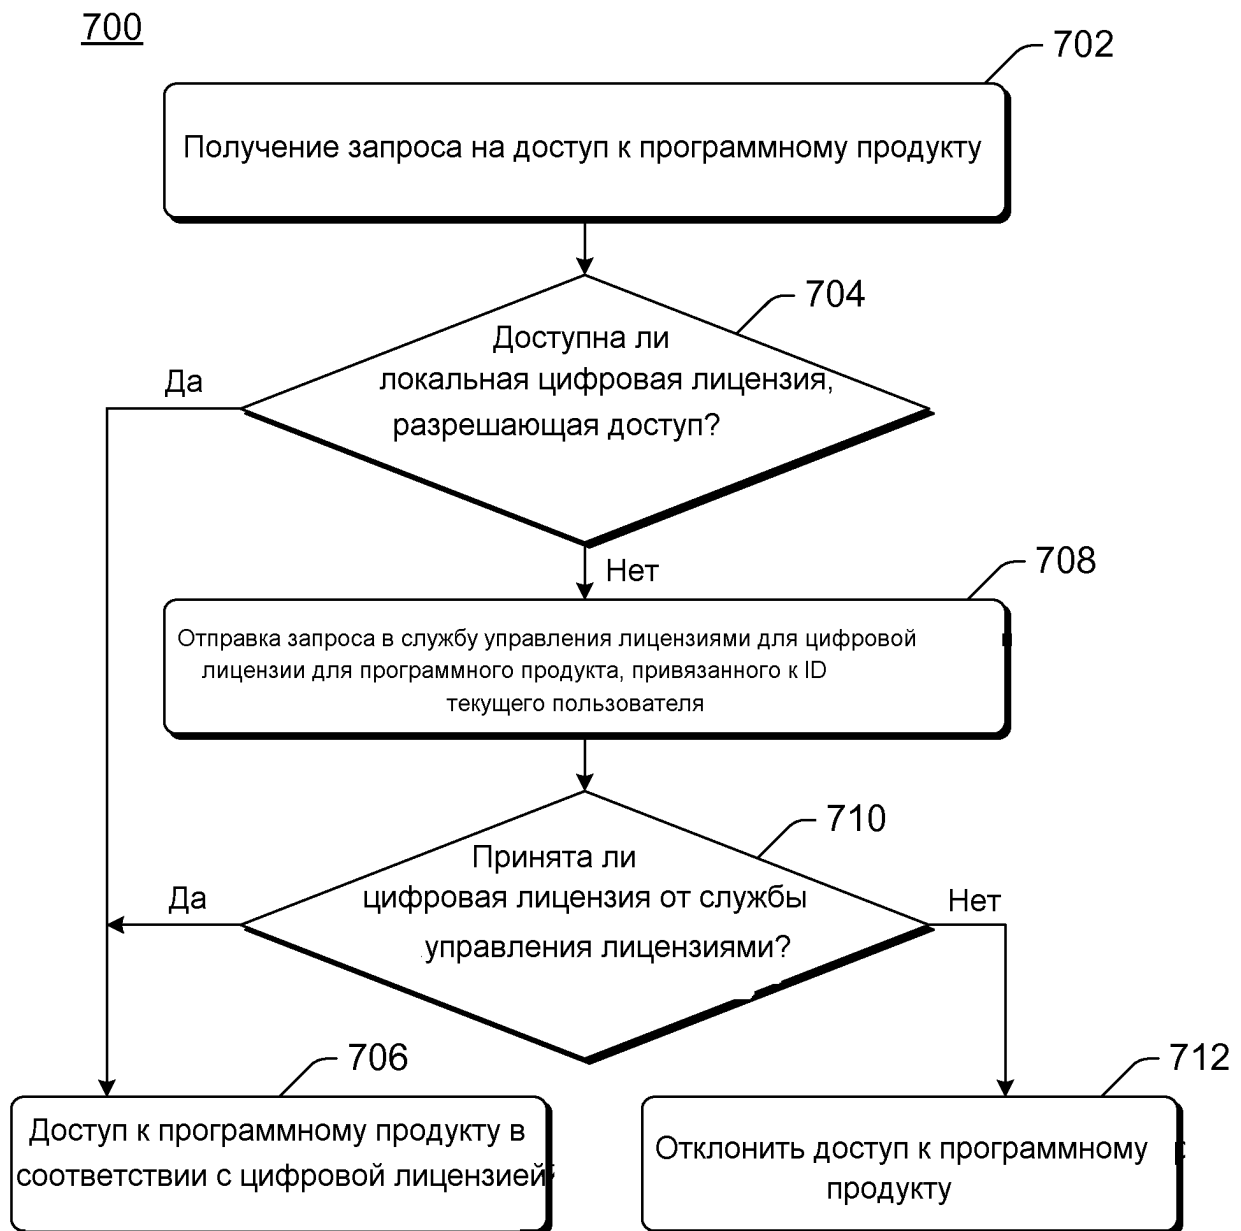 700
702
Получение запроса на доступ к программному продукту
704
Доступна ли
локальная цифровая лицензия,
разрешающая доступ?
Да
Нет
708
Отправка запроса в службу управления лицензиями для цифровой
лицензии для программного продукта, привязанного к ID
текущего пользователя
710
Принята ли
цифровая лицензия от службы
управления лицензиями?
Да
Нет
706
Доступ к программному продукту в
соответствии с цифровой лицензией
712
Отклонить доступ к программному
продукту